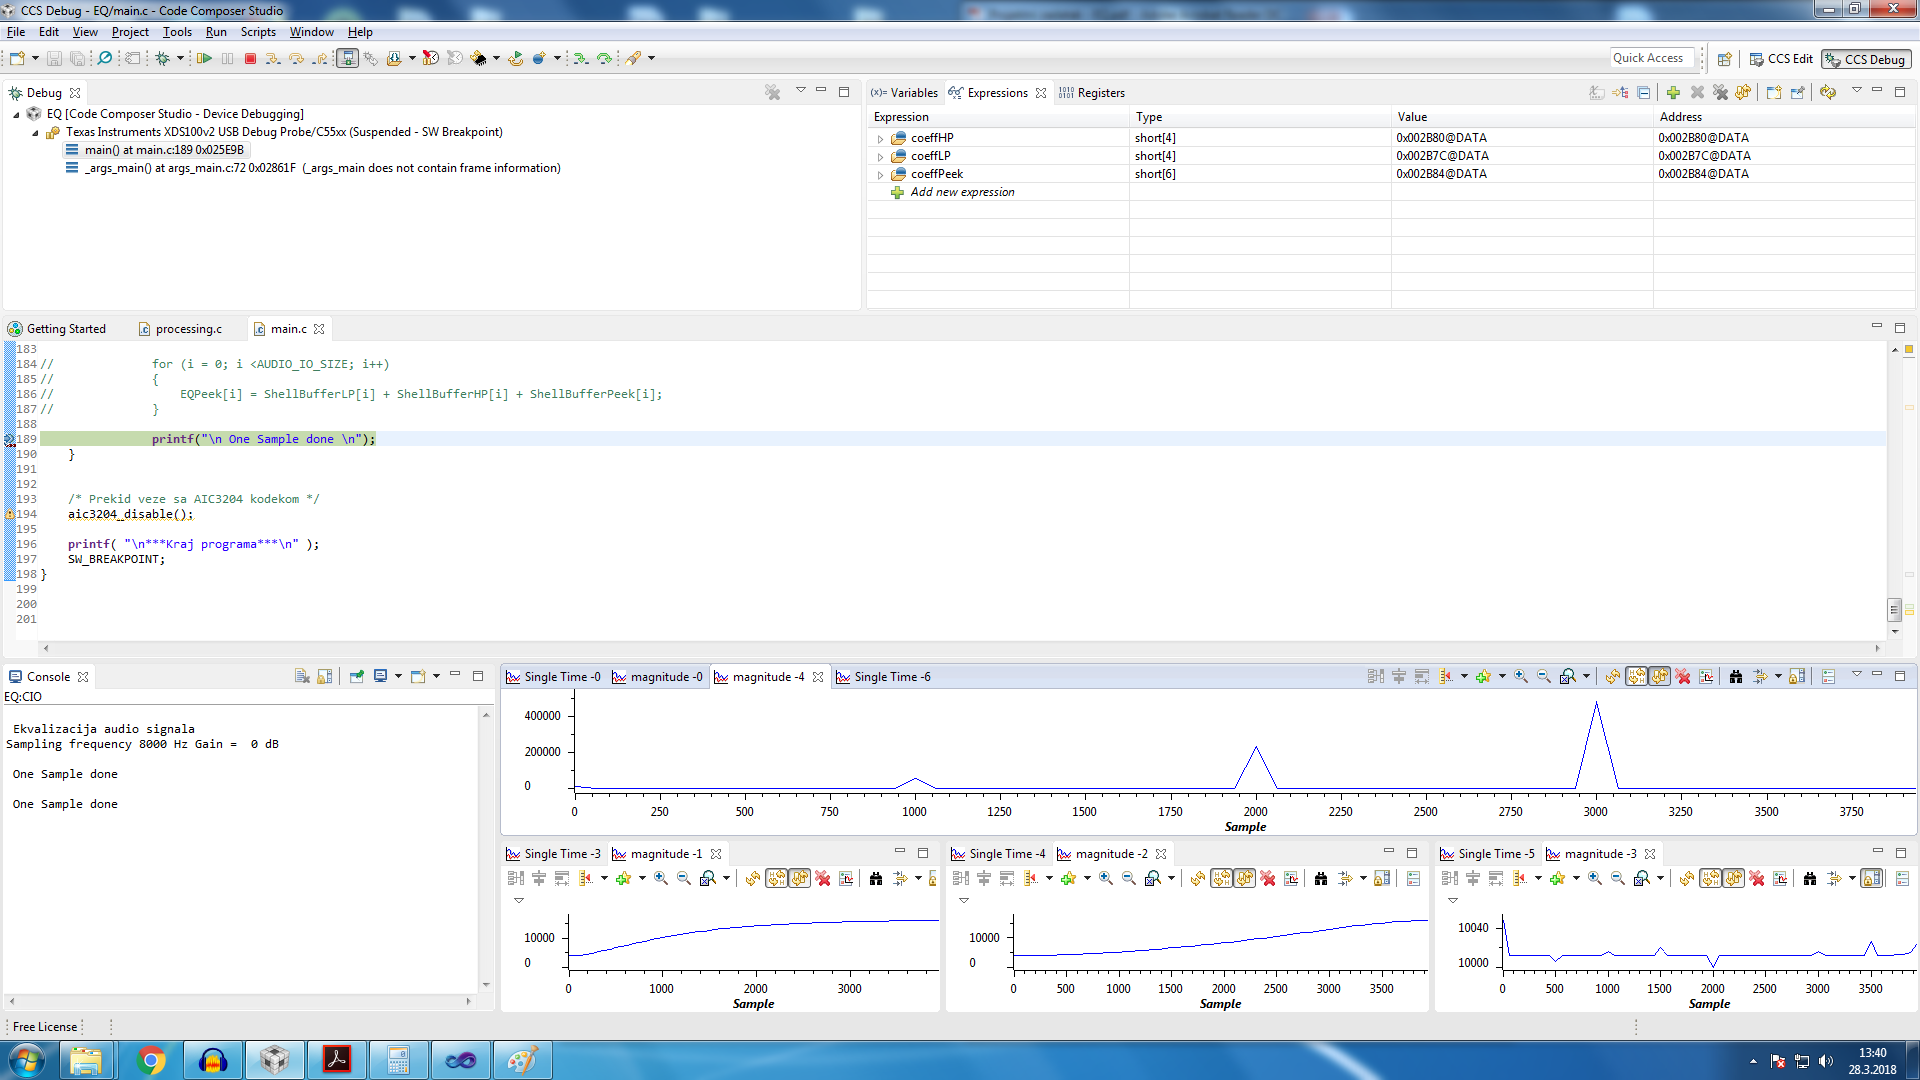 CCS Debug - EQ/main.c - Code Composer Studio
File Edit View Project Tools Run Scripts Window Help
Quick Access CCS Edit CCS Debug
Debug
EQ [Code Composer Studio - Device Debugging]
Texas Instruments XDS100v2 USB Debug Probe/C55xx (Suspended - SW Breakpoint)
main() at main.c:189 0x025E9B
_args_main() at args_main.c:72 0x02861F (_args_main does not contain frame information)
(x)= Variables Expressions Registers
Expression Type Value Address
coeffHP short[4] 0x002B80@DATA 0x002B80@DATA
coeffLP short[4] 0x002B7C@DATA 0x002B7C@DATA
coeffPeek short[6] 0x002B84@DATA 0x002B84@DATA
Add new expression
Getting Started processing.c main.c
183
184 // for (i = 0; i <AUDIO_IO_SIZE; i++)
185 // {
186 // EQPeek[i] = ShellBufferLP[i] + ShellBufferHP[i] + ShellBufferPeek[i];
187 // }
188
189 printf("\n One Sample done \n");
190 }
191
192
193 /* Prekid veze sa AIC3204 kodekom */
194 aic3204_disable();
195
196 printf( "\n***Kraj programa***\n" );
197 SW_BREAKPOINT;
198 }
199
200
201
Console
EQ:CIO
Ekvalizacija audio signala
Sampling frequency 8000 Hz Gain = 0 dB
One Sample done
One Sample done
Single Time -0 magnitude -0 magnitude -4 Single Time -6
400000
200000
0
0 250 500 750 1000 1250 1500 1750 2000 2250 2500 2750 3000 3250 3500 3750
Sample
Single Time -3 magnitude -1
10000
0
0 1000 2000 3000
Sample
Single Time -4 magnitude -2
10000
0
0 500 1000 1500 2000 2500 3000 3500
Sample
Single Time -5 magnitude -3
10040
10000
0 500 1000 1500 2000 2500 3000 3500
Sample
Free License
13:40
28.3.2018